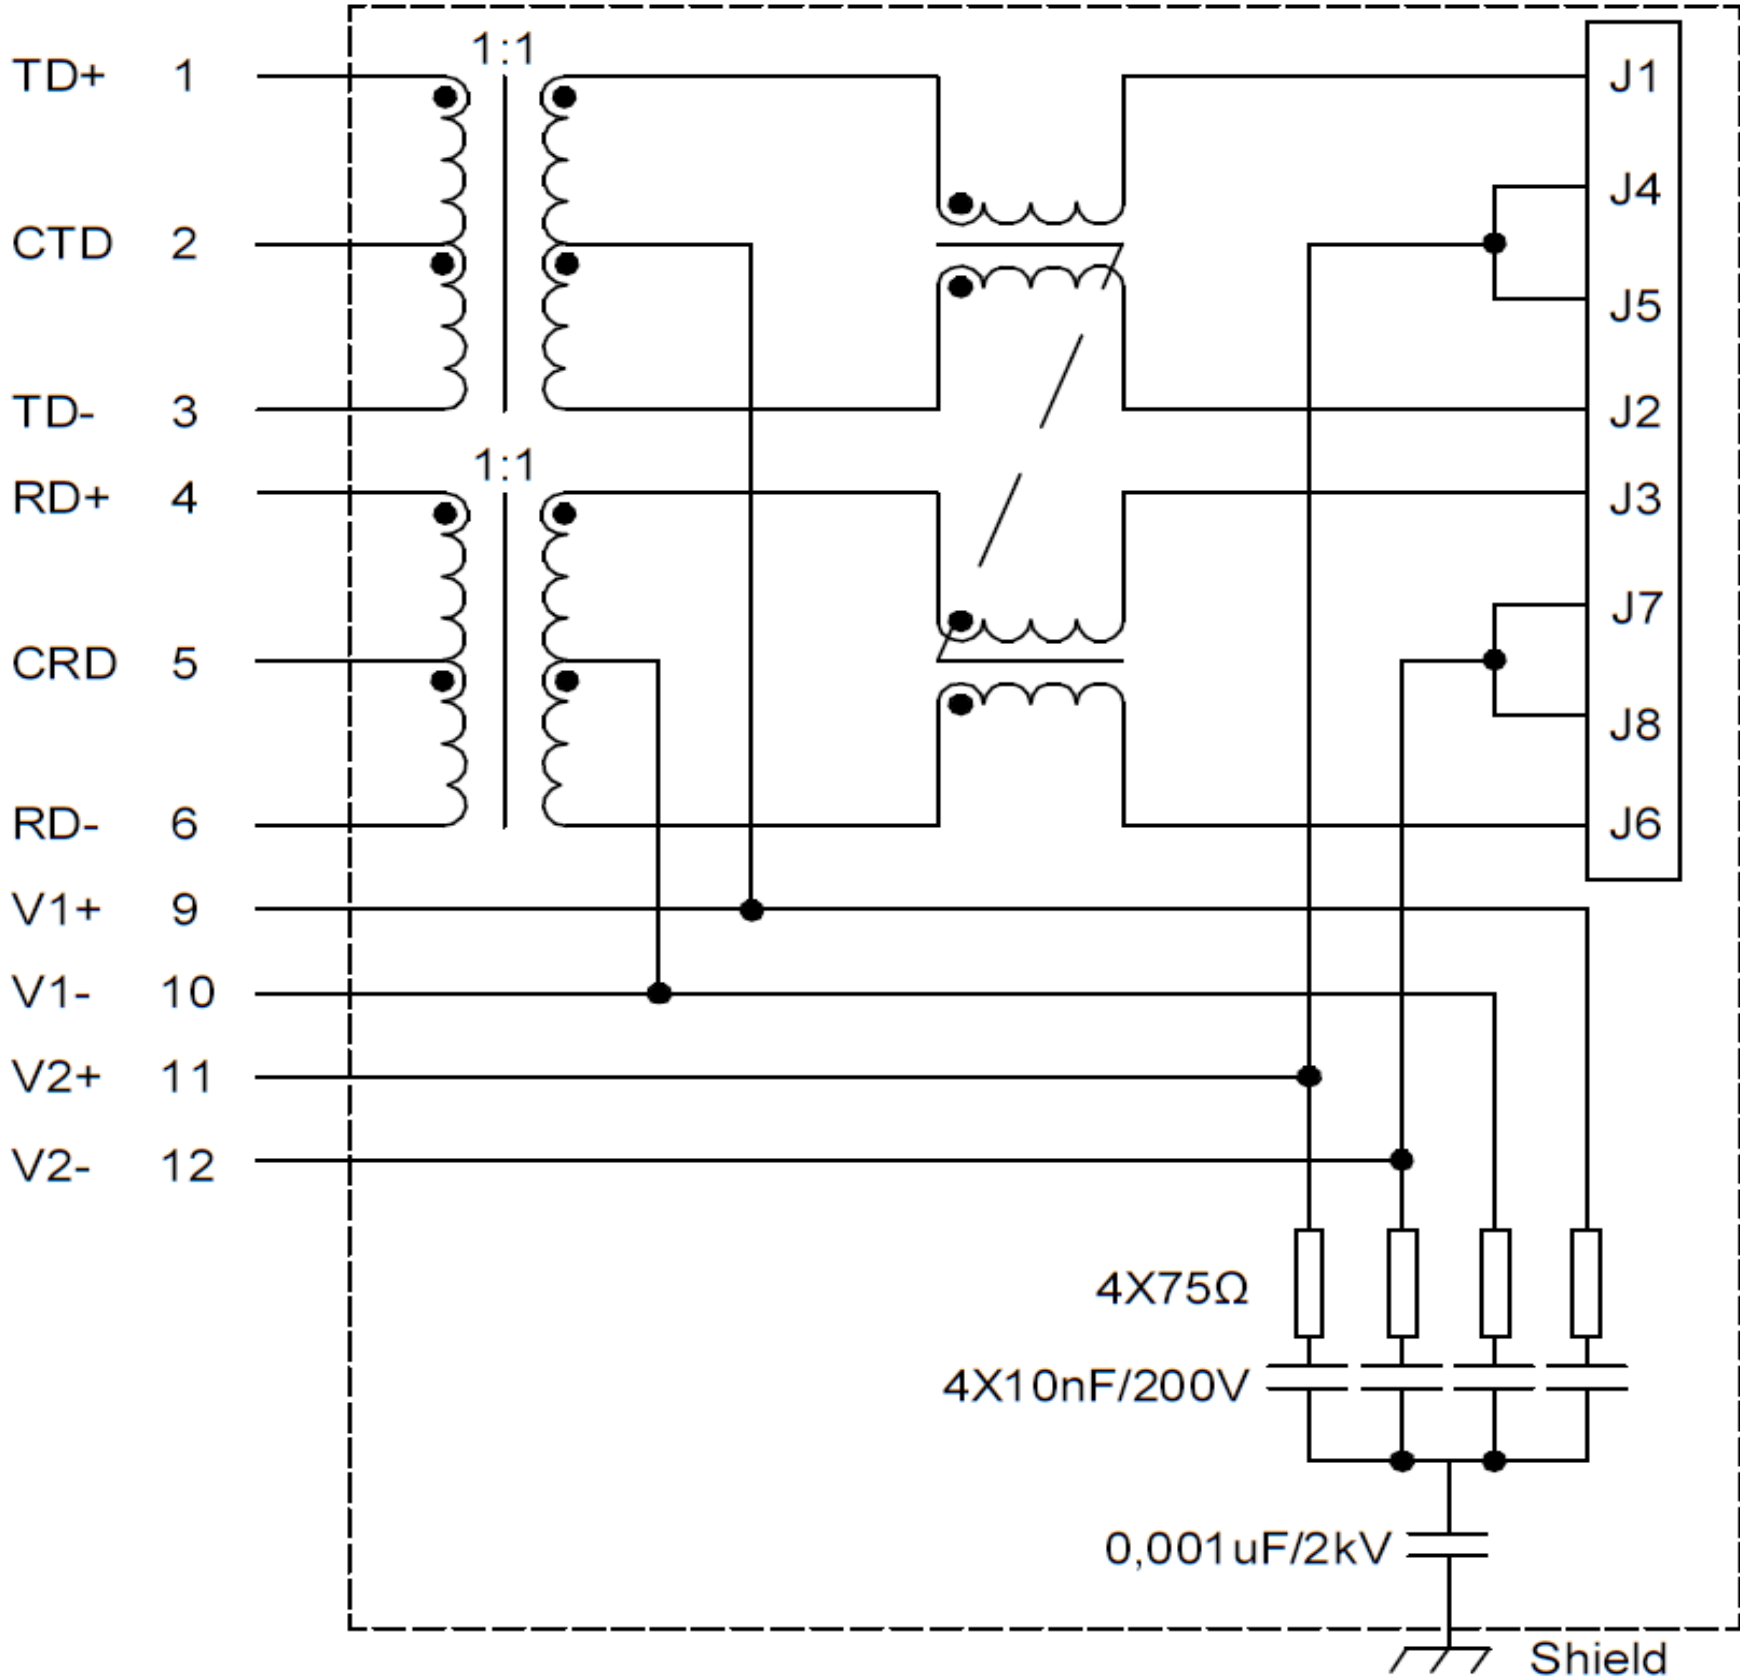 1:1
TD+ 1
J1
J4
CTD 2
J5
TD- 3
J2
1:1
RD+ 4
J3
J7
CRD 5
J8
RD- 6
J6
V1+ 9
V1- 10
V2+ 11
V2- 12
4X75Ω
4X10nF/200V
0,001uF/2kV
Shield